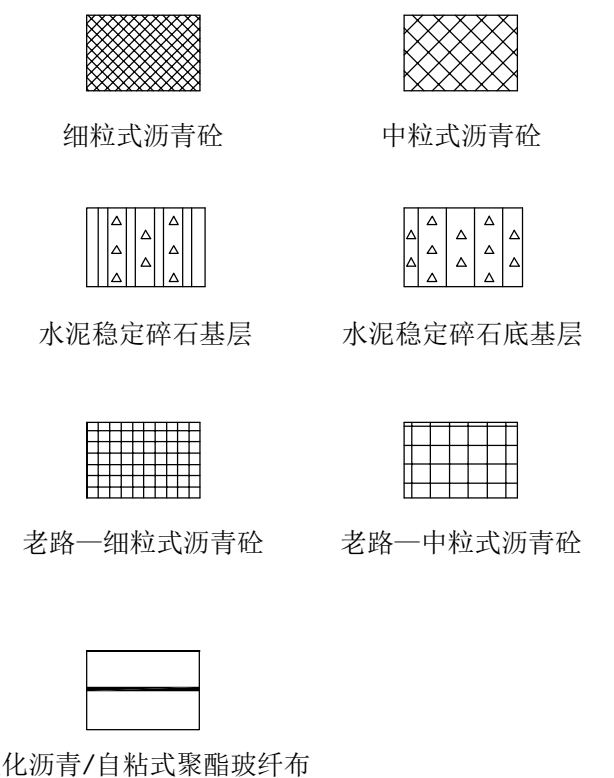 细粒式沥青砼
中粒式沥青砼
水泥稳定碎石基层
水泥稳定碎石底基层
老路—细粒式沥青砼
老路—中粒式沥青砼
化沥青/自粘式聚酯玻纤布